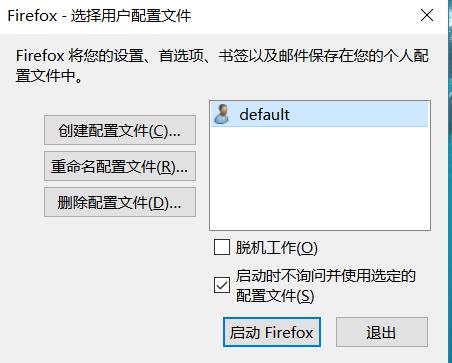 Firefox - 选择用户配置文件
Firefox 将您的设置、首选项、书签以及邮件保存在您的个人配
置文件中。
创建配置文件(C)...
重命名配置文件(R)...
删除配置文件(D)...
default
脱机工作(O)
启动时不询问并使用选定的
配置文件(S)
启动 Firefox
退出